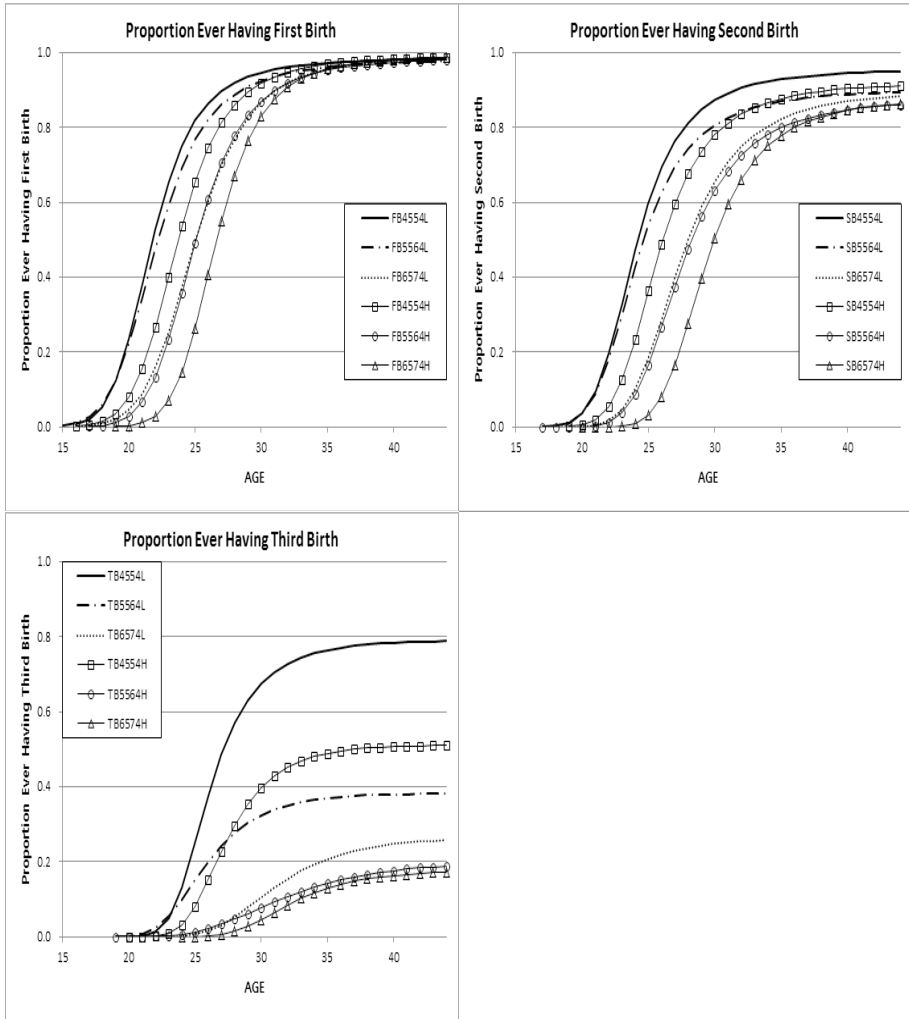 Proportion Ever Having First Birth
Proportion Ever Having First Birth
1.0
0.8
0.6
0.4
0.2
0.0
FB4554L
FB5564L
FB6574L
FB4554H
FB5564H
FB6574H
15 20 25 30 35 40
AGE
Proportion Ever Having Second Birth
Proportion Ever Having Second Birth
1.0
0.8
0.6
0.4
0.2
0.0
SB4554L
SB5564L
SB6574L
SB4554H
SB5564H
SB6574H
15 20 25 30 35 40
AGE
Proportion Ever Having Third Birth
Proportion Ever Having Third Birth
1.0
0.8
0.6
0.4
0.2
0.0
TB4554L
TB5564L
TB6574L
TB4554H
TB5564H
TB6574H
15 20 25 30 35 40
AGE